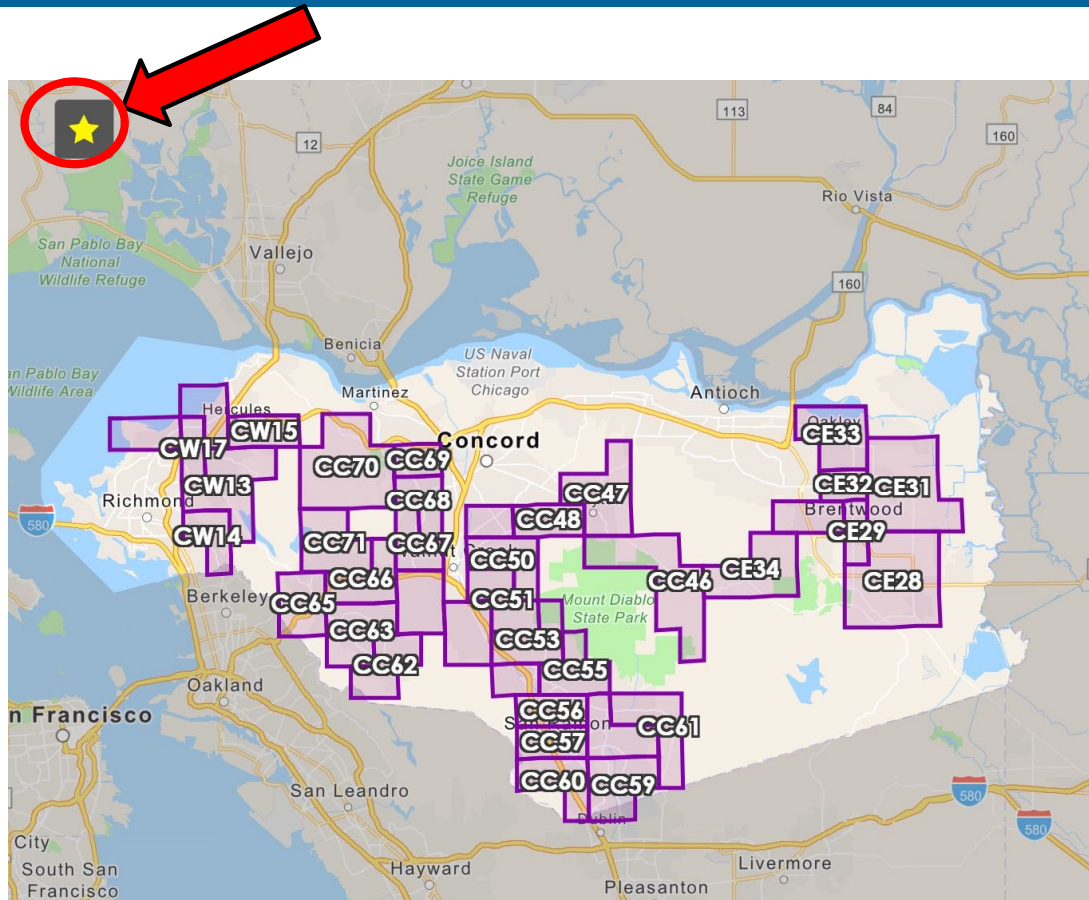 113
84
160
12
Joice Island
State Game
Refuge
Rio Vista
San Pablo Bay
National
Wildlife Refuge
Vallejo
160
Benicia
US Naval
Station Port
Chicago
an Pablo Bay
Wildlife Area
Martinez
Antioch
Hercules
Oakley
CE33
CW15
CW17
Concord
CC70
CC69
CW13
CC47
CE32
CE31
Richmond
CC68
Brentwood
580
CW14
CC48
CE29
CC71
CC67
CC50
CC66
CC46
CE34
CE28
Berkeley
CC65
CC51
Mount Diablo
State Park
CC63
CC53
CC62
CC55
Oakland
n Francisco
CC56
CC61
CC57
CC60
CC59
San Leandro
580
Dublin
580
City
South San
Francisco
Hayward
Livermore
Pleasanton